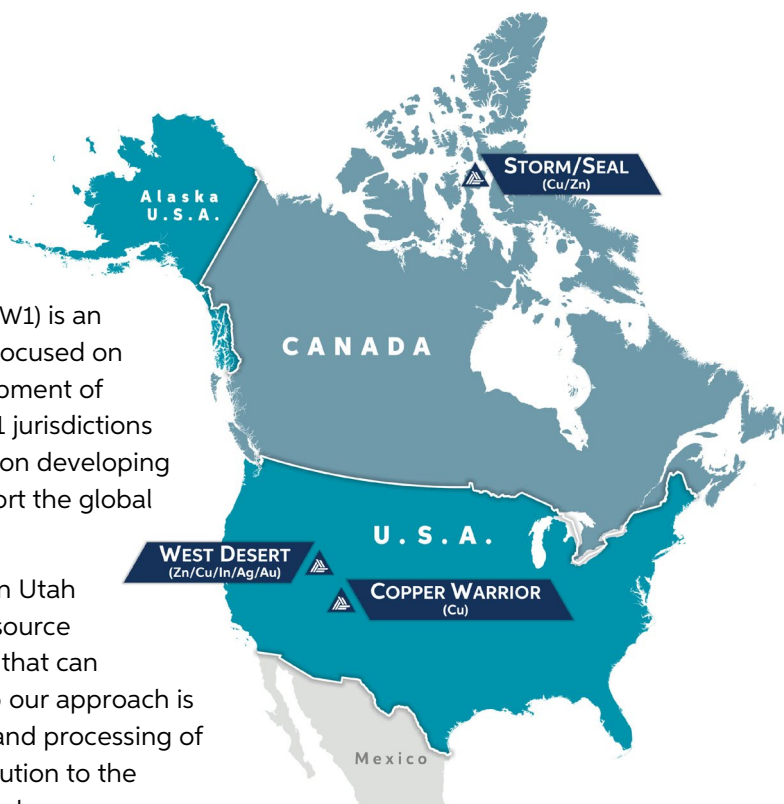 STORM/SEAL
(Cu/Zn)
Alaska
U.S.A.
CANADA
W1) is an
ocused on
pment of
1 jurisdictions
on developing
ort the global
U.S.A.
WEST DESERT
(Zn/Cu/In/Ag/Au)
COPPER WARRIOR
(Cu)
n Utah
source
that can
our approach is
and processing of
ution to the
Mexico